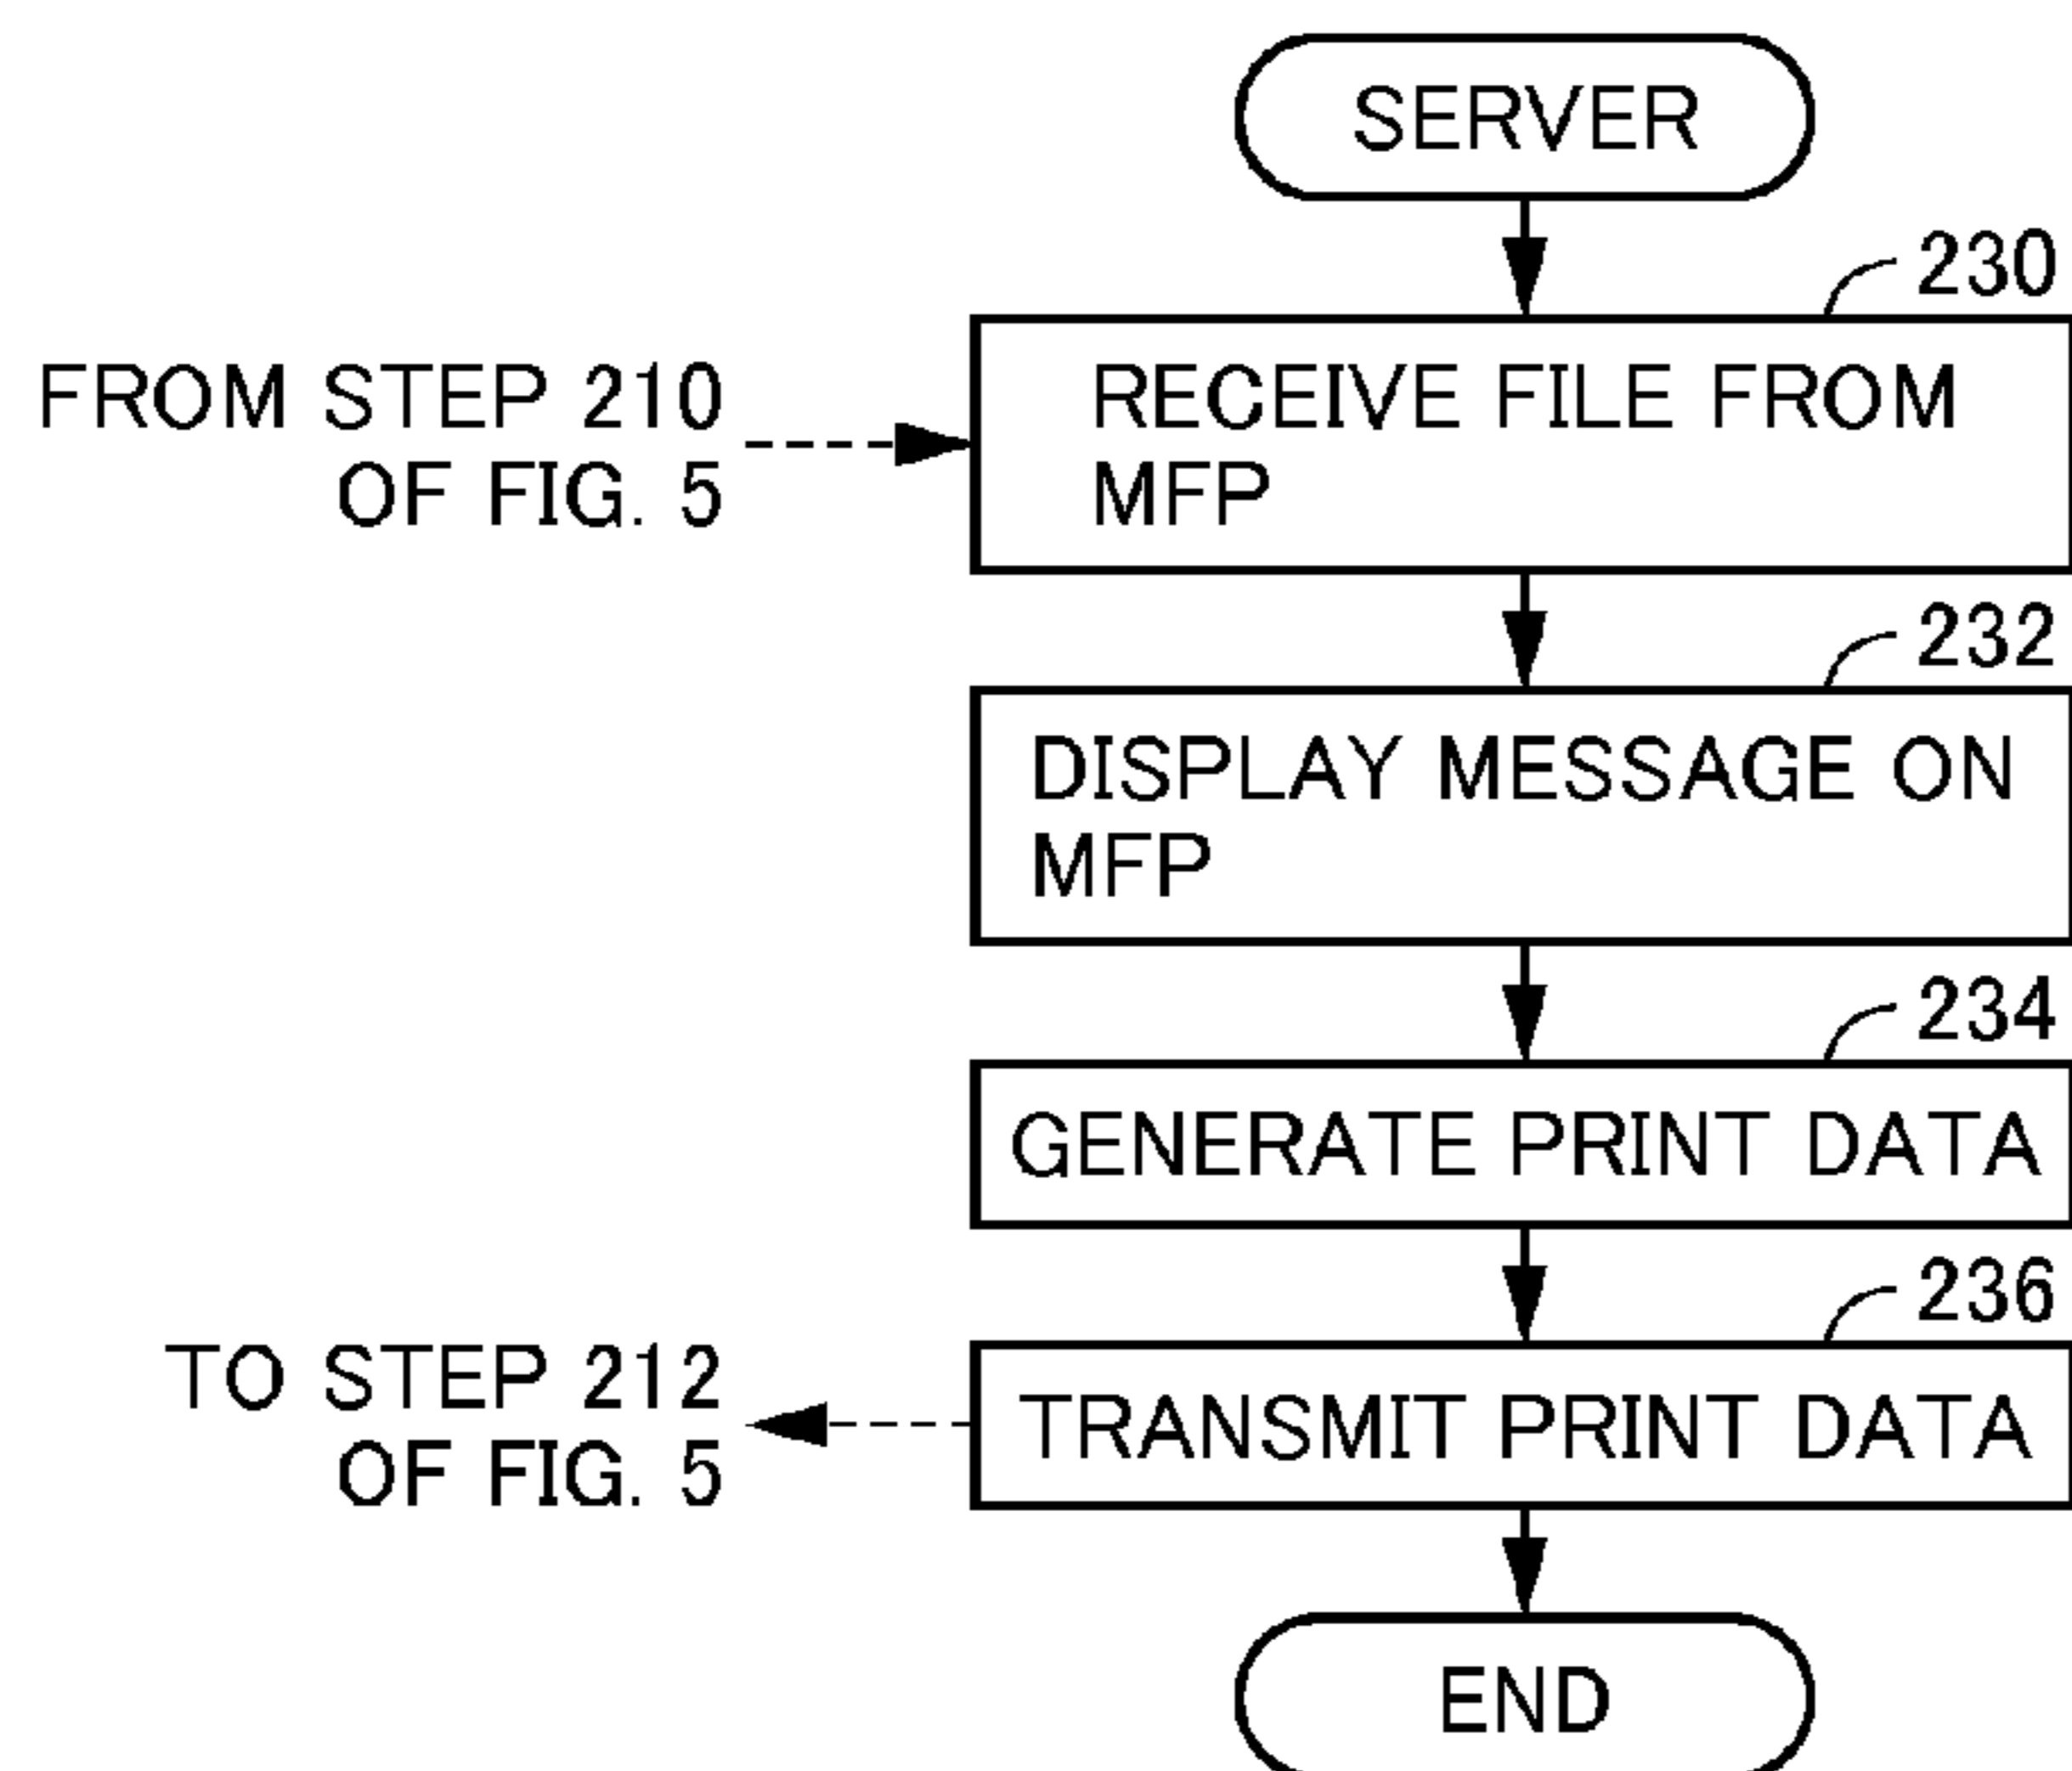 SERVER
230
FROM STEP 210
OF FIG. 5
RECEIVE FILE FROM
MFP
232
DISPLAY MESSAGE ON
MFP
234
GENERATE PRINT DATA
236
TO STEP 212
OF FIG. 5
TRANSMIT PRINT DATA
END